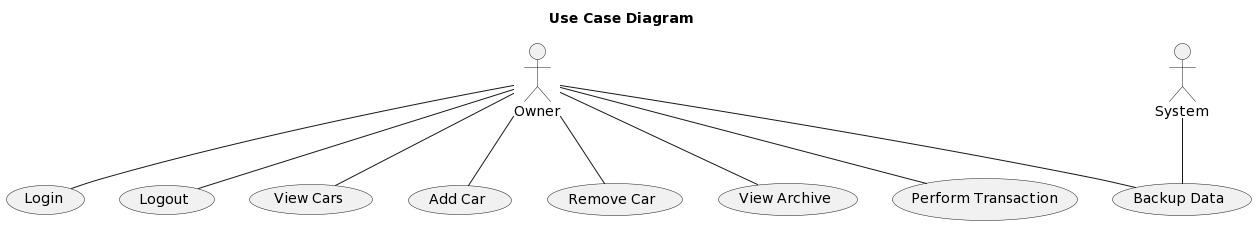 Use Case Diagram
Owner
System
Login
Logout
View Cars
Add Car
Remove Car
View Archive
Perform Transaction
Backup Data